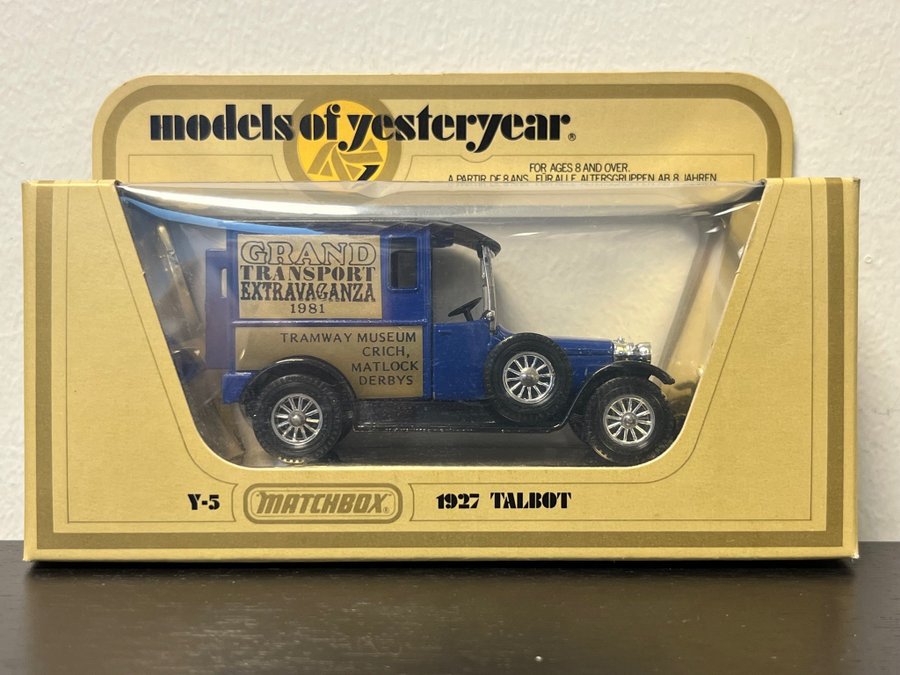 models of yesteryear®
FOR AGES 8 AND OVER.
A PARTIR DE 8 ANS. FÜR ALLE ALTERSGRUPPEN AB 8 JAHREN
GRAND
TRANSPORT
EXTRAVAGANZA
1981
TRAMWAY MUSEUM
CRICH,
MATLOCK
DERBYS
Y-5 MATCHBOX® 1927 TALBOT